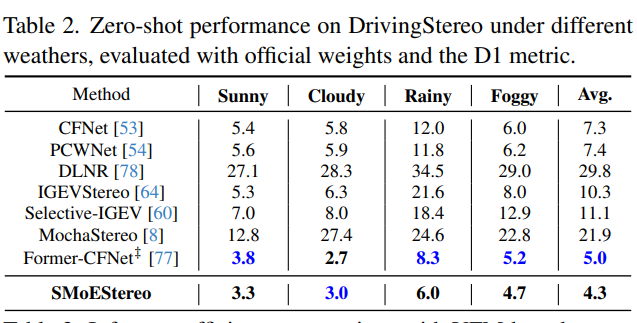 Table 2. Zero-shot performance on DrivingStereo under different
weathers, evaluated with official weights and the D1 metric.
Method Sunny Cloudy Rainy Foggy Avg.
CFNet [53] 5.4 5.8 12.0 6.0 7.3
PCWNet [54] 5.6 5.9 11.8 6.2 7.4
DLNR [78] 27.1 28.3 34.5 29.0 29.8
IGEVStereo [64] 5.3 6.3 21.6 8.0 10.3
Selective-IGEV [60] 7.0 8.0 18.4 12.9 11.1
MochaStereo [8] 12.8 27.4 24.6 22.8 21.9
Former-CFNet‡ [77] 3.8 2.7 8.3 5.2 5.0
SMoEStereo 3.3 3.0 6.0 4.7 4.3